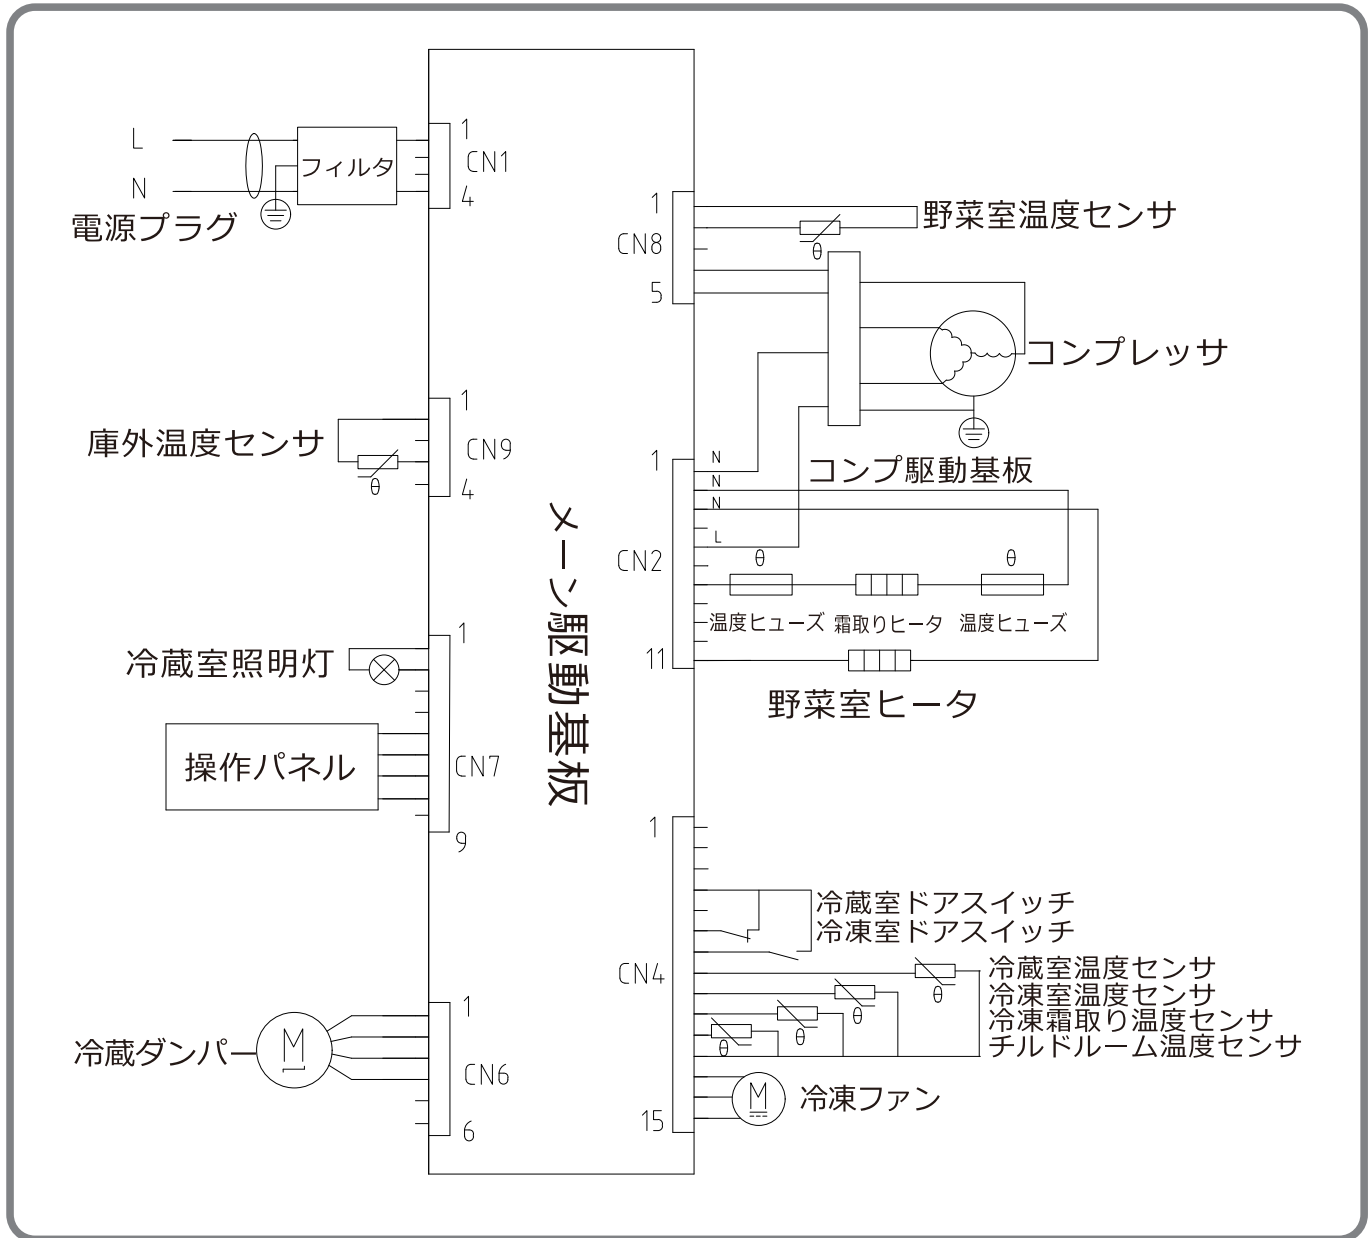 L
N
電源プラグ
フィルタ
1
CN1
4
庫外温度センサ
θ
1
CN9
4
冷蔵室照明灯
操作パネル
1
CN7
9
冷蔵ダンパー
M
1
CN6
6
メーン駆動基板
1
CN8
5
θ
野菜室温度センサ
コンプレッサ
コンプ駆動基板
1
CN2
11
N
N
N
L
θ
θ
温度ヒューズ 霜取りヒータ 温度ヒューズ
野菜室ヒータ
1
CN4
15
冷蔵室ドアスイッチ
冷凍室ドアスイッチ
θ
θ
θ
θ
冷蔵室温度センサ
冷凍室温度センサ
冷凍霜取り温度センサ
チルドルーム温度センサ
M
冷凍ファン